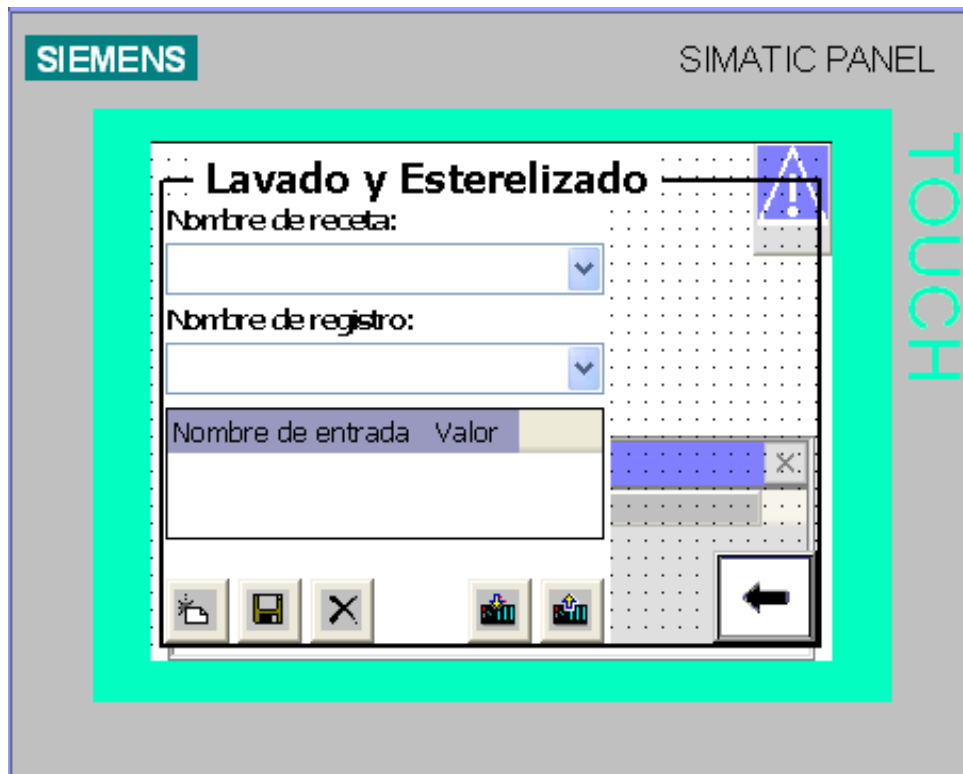 SIEMENS
SIMATIC PANEL
TOUCH
Lavado y Esterelizado
Nombre de receta:
Nombre de registro:
Nombre de entrada Valor